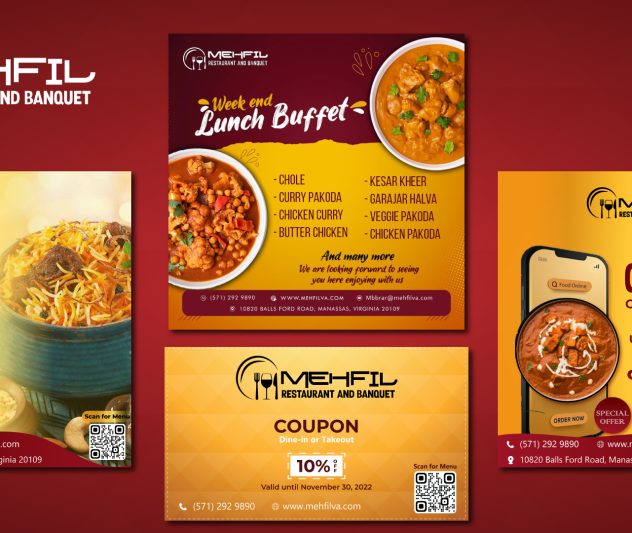 HFIL
ND BANQUET
Scan for Menu
.com
ginia 20109
MEHFIL
RESTAURANT AND BANQUET
Week end
Lunch Buffet
- CHOLE
- CURRY PAKODA
- CHICKEN CURRY
- BUTTER CHICKEN
- KESAR KHEER
- GARAJAR HALVA
- VEGGIE PAKODA
- CHICKEN PAKODA
And many more
We are looking forward to seeing
you here enjoying with us
(571) 292 9890 WWW.MEHFILVA.COM Mbbrar@mehfilva.com
10820 BALLS FORD ROAD, MANASSAS, VIRGINIA 20109
MEHFIL
RESTAURANT AND BANQUET
COUPON
Dine-in or Takeout
10% OFF
Valid until November 30, 2022
Scan for Menu
(571) 292 9890 www.mehfilva.com
ME
RESTAURA
Food Online
ORDER NOW
SPECIAL
OFFER
(571) 292 9890 www.m
10820 Balls Ford Road, Manas